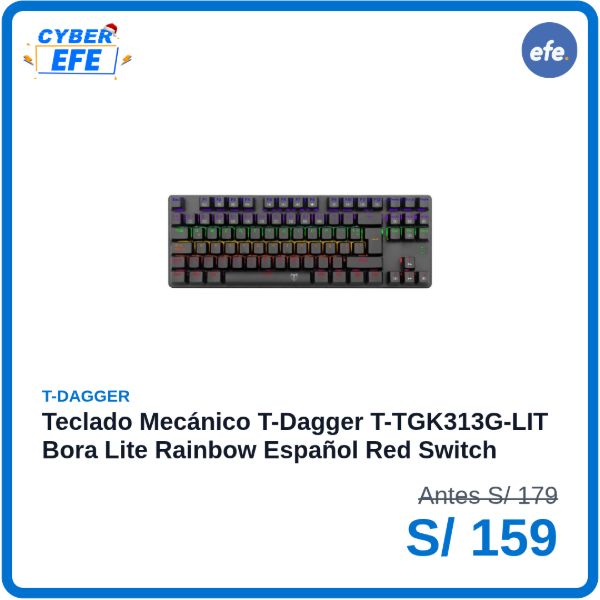 CYBER
EFE
efe.
T-DAGGER
Teclado Mecánico T-Dagger T-TGK313G-LIT
Bora Lite Rainbow Español Red Switch
Antes S/ 179
S/ 159